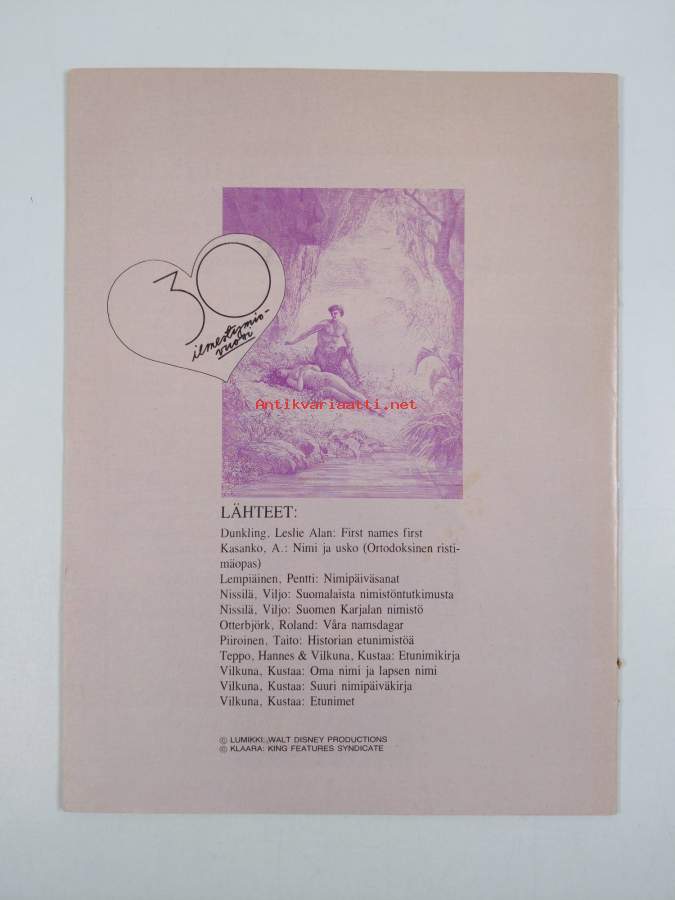 30
ilmestymis-
vuosi
Antikvariaatti.net
LÄHTEET:
Dunkling, Leslie Alan: First names first
Kasanko, A.: Nimi ja usko (Ortodoksinen risti-
mäopas)
Lempiäinen, Pentti: Nimipäiväsanat
Nissilä, Viljo: Suomalaista nimistöntutkimusta
Nissilä, Viljo: Suomen Karjalan nimistö
Otterbjörk, Roland: Våra namsdagar
Piiroinen, Taito: Historian etunimistöä
Teppo, Hannes & Vilkuna, Kustaa: Etunimikirja
Vilkuna, Kustaa: Oma nimi ja lapsen nimi
Vilkuna, Kustaa: Suuri nimipäiväkirja
Vilkuna, Kustaa: Etunimet
© LUMIKKI: WALT DISNEY PRODUCTIONS
© KLAARA: KING FEATURES SYNDICATE